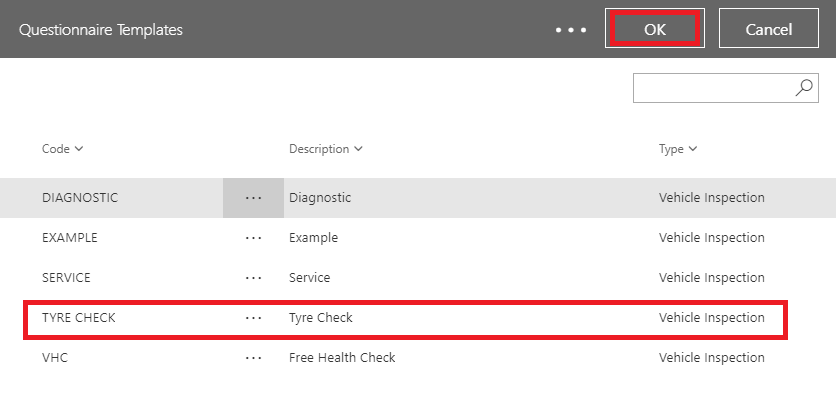 Questionnaire Templates ... OK Cancel
Code Description Type
DIAGNOSTIC ... Diagnostic Vehicle Inspection
EXAMPLE ... Example Vehicle Inspection
SERVICE ... Service Vehicle Inspection
TYRE CHECK ... Tyre Check Vehicle Inspection
VHC ... Free Health Check Vehicle Inspection